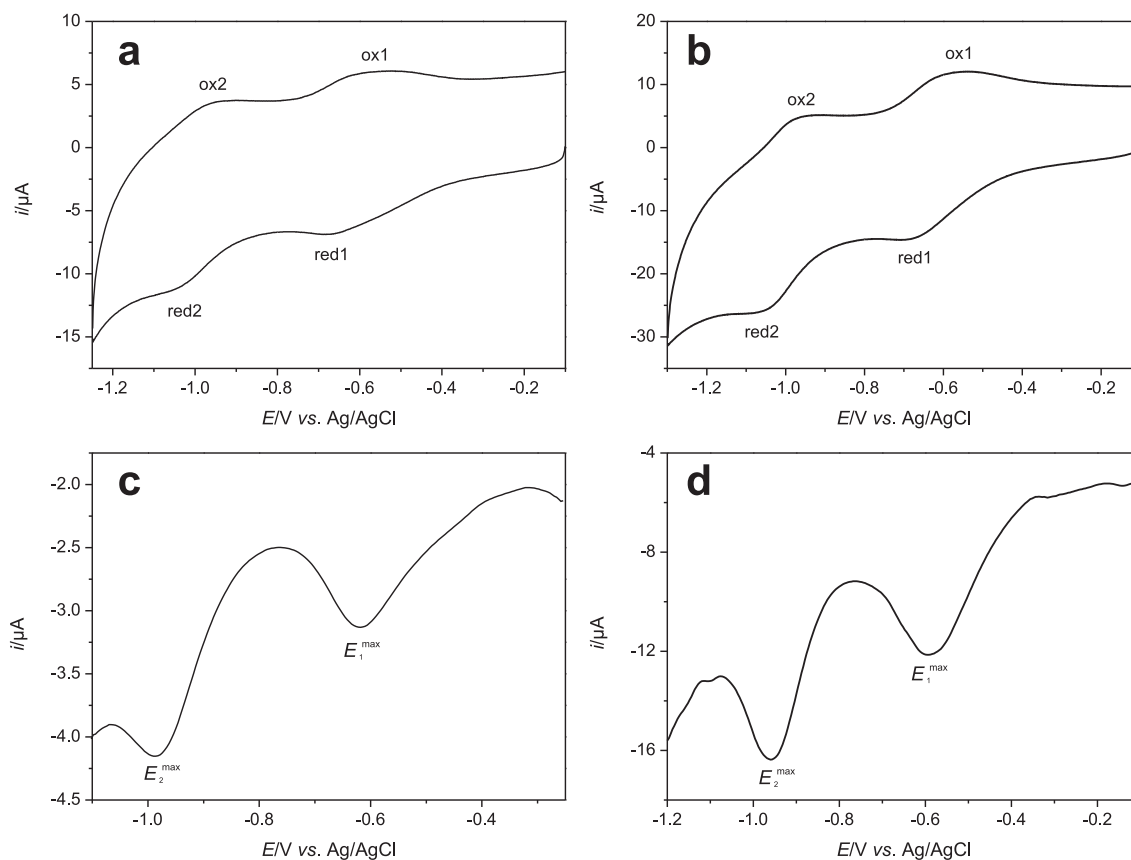 a
ox1
ox2
red1
red2
10
5
0
-5
-10
-15
i/µA
-1.2 -1.0 -0.8 -0.6 -0.4 -0.2
E/V vs. Ag/AgCl
b
ox1
ox2
red1
red2
20
10
0
-10
-20
-30
i/µA
-1.2 -1.0 -0.8 -0.6 -0.4 -0.2
E/V vs. Ag/AgCl
c
E₁max
E₂max
-2.0
-2.5
-3.0
-3.5
-4.0
-4.5
i/µA
-1.0 -0.8 -0.6 -0.4
E/V vs. Ag/AgCl
d
E₁max
E₂max
-4
-8
-12
-16
i/µA
-1.2 -1.0 -0.8 -0.6 -0.4 -0.2
E/V vs. Ag/AgCl